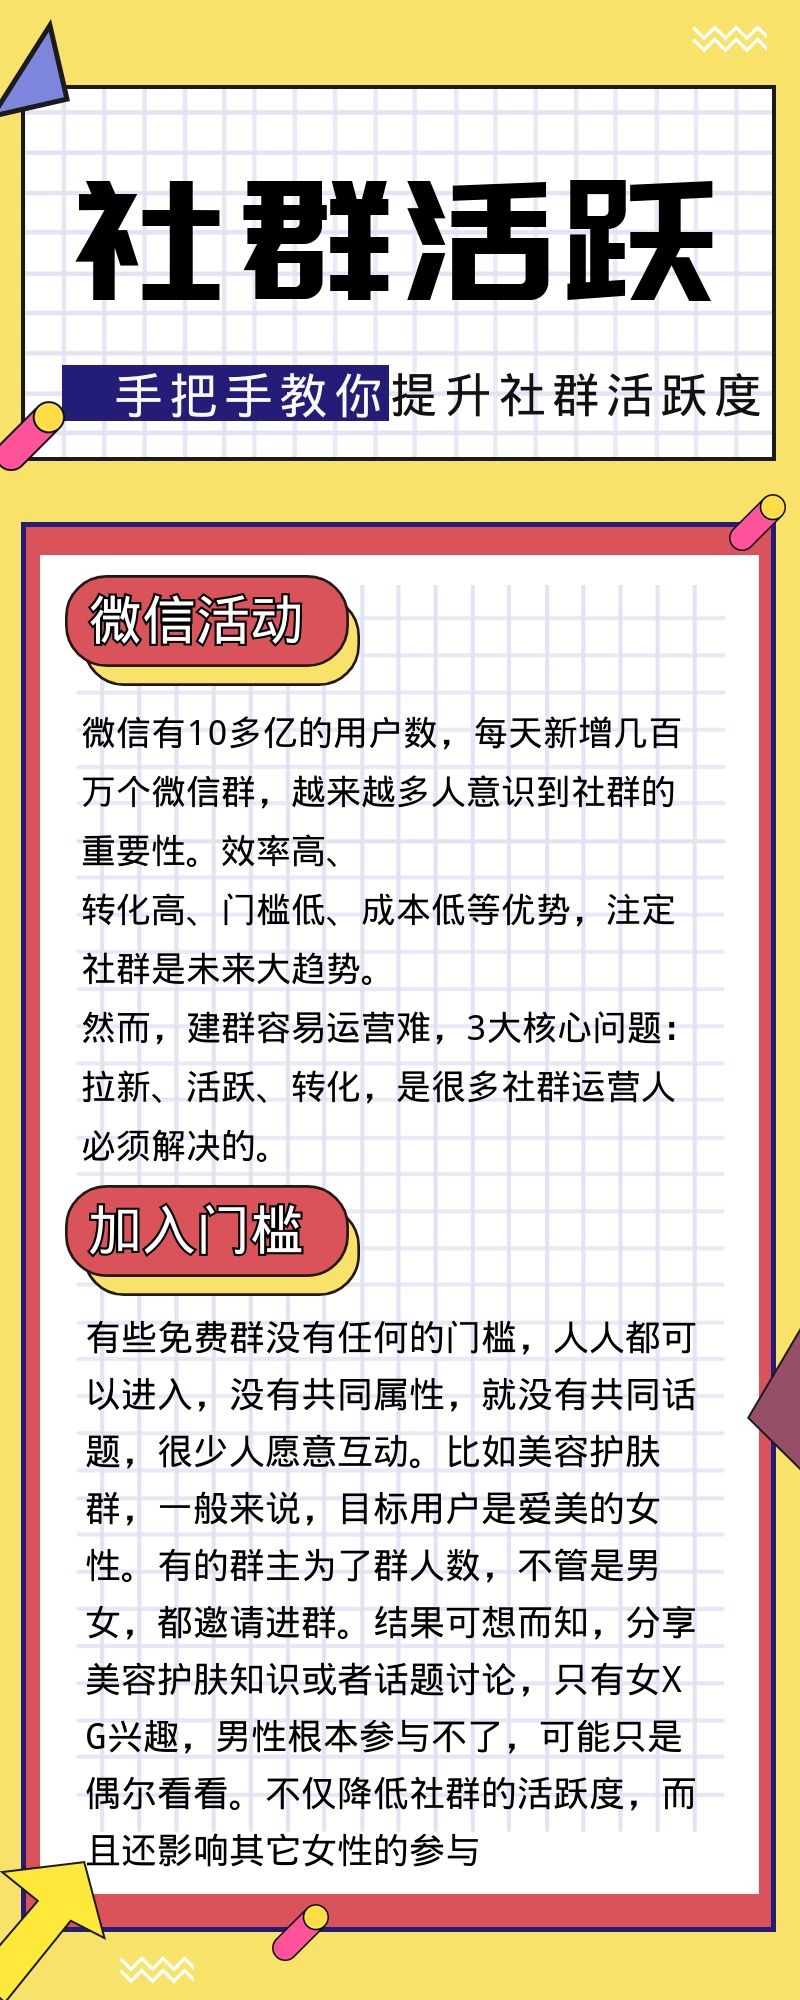 社群活跃
手把手教你提升社群活跃度
微信活动
微信有10多亿的用户数，每天新增几百
万个微信群，越来越多人意识到社群的
重要性。效率高、
转化高、门槛低、成本低等优势，注定
社群是未来大趋势。
然而，建群容易运营难，3大核心问题：
拉新、活跃、转化，是很多社群运营人
必须解决的。
加入门槛
有些免费群没有任何的门槛，人人都可
以进入，没有共同属性，就没有共同话
题，很少人愿意互动。比如美容护肤
群，一般来说，目标用户是爱美的女
性。有的群主为了群人数，不管是男
女，都邀请进群。结果可想而知，分享
美容护肤知识或者话题讨论，只有女X
G兴趣，男性根本参与不了，可能只是
偶尔看看。不仅降低社群的活跃度，而
且还影响其它女性的参与